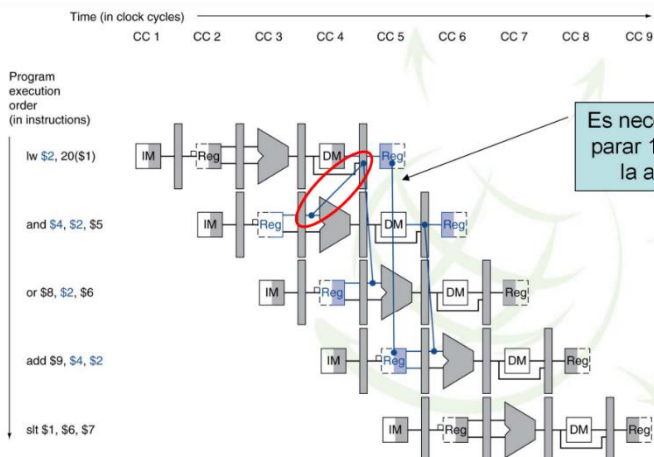 Time (in clock cycles)
CC 1 CC 2 CC 3 CC 4 CC 5 CC 6 CC 7 CC 8 CC 9
Program
execution
order
(in instructions)
Es nece
parar 1
la a
lw $2, 20($1)
IM Reg DM Reg
and $4, $2, $5
IM Reg DM Reg
or $8, $2, $6
IM Reg DM Reg
add $9, $4, $2
IM Reg DM Reg
slt $1, $6, $7
IM Reg DM Reg